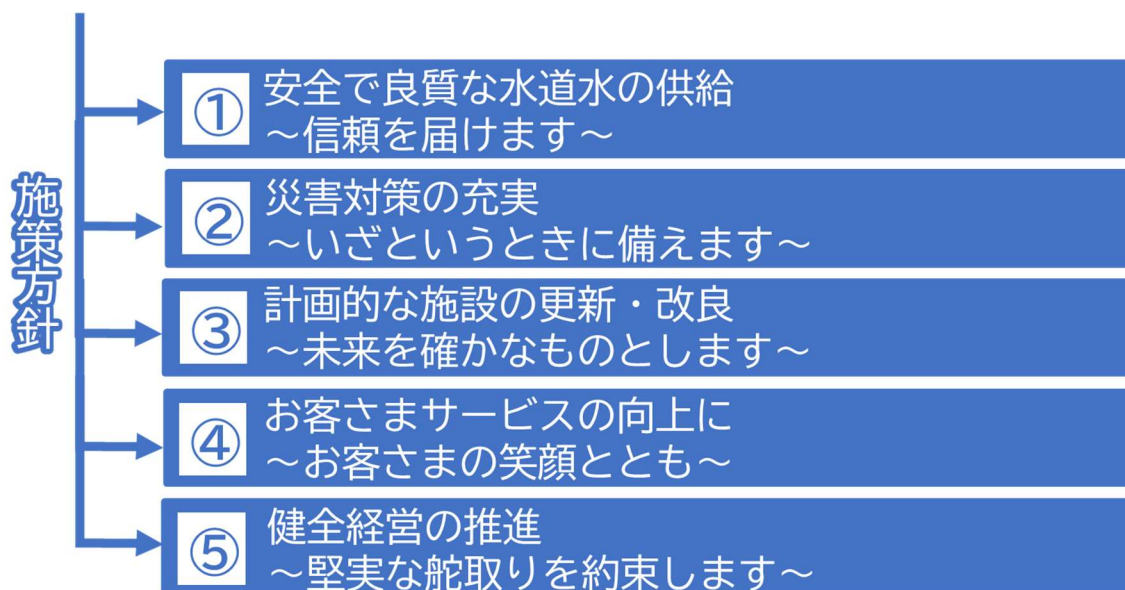 施策方針
① 安全で良質な水道水の供給
～信頼を届けます～
② 災害対策の充実
～いざというときに備えます～
③ 計画的な施設の更新・改良
～未来を確かなものとします～
④ お客さまサービスの向上に
～お客さまの笑顔ととも～
⑤ 健全経営の推進
～堅実な舵取りを約束します～